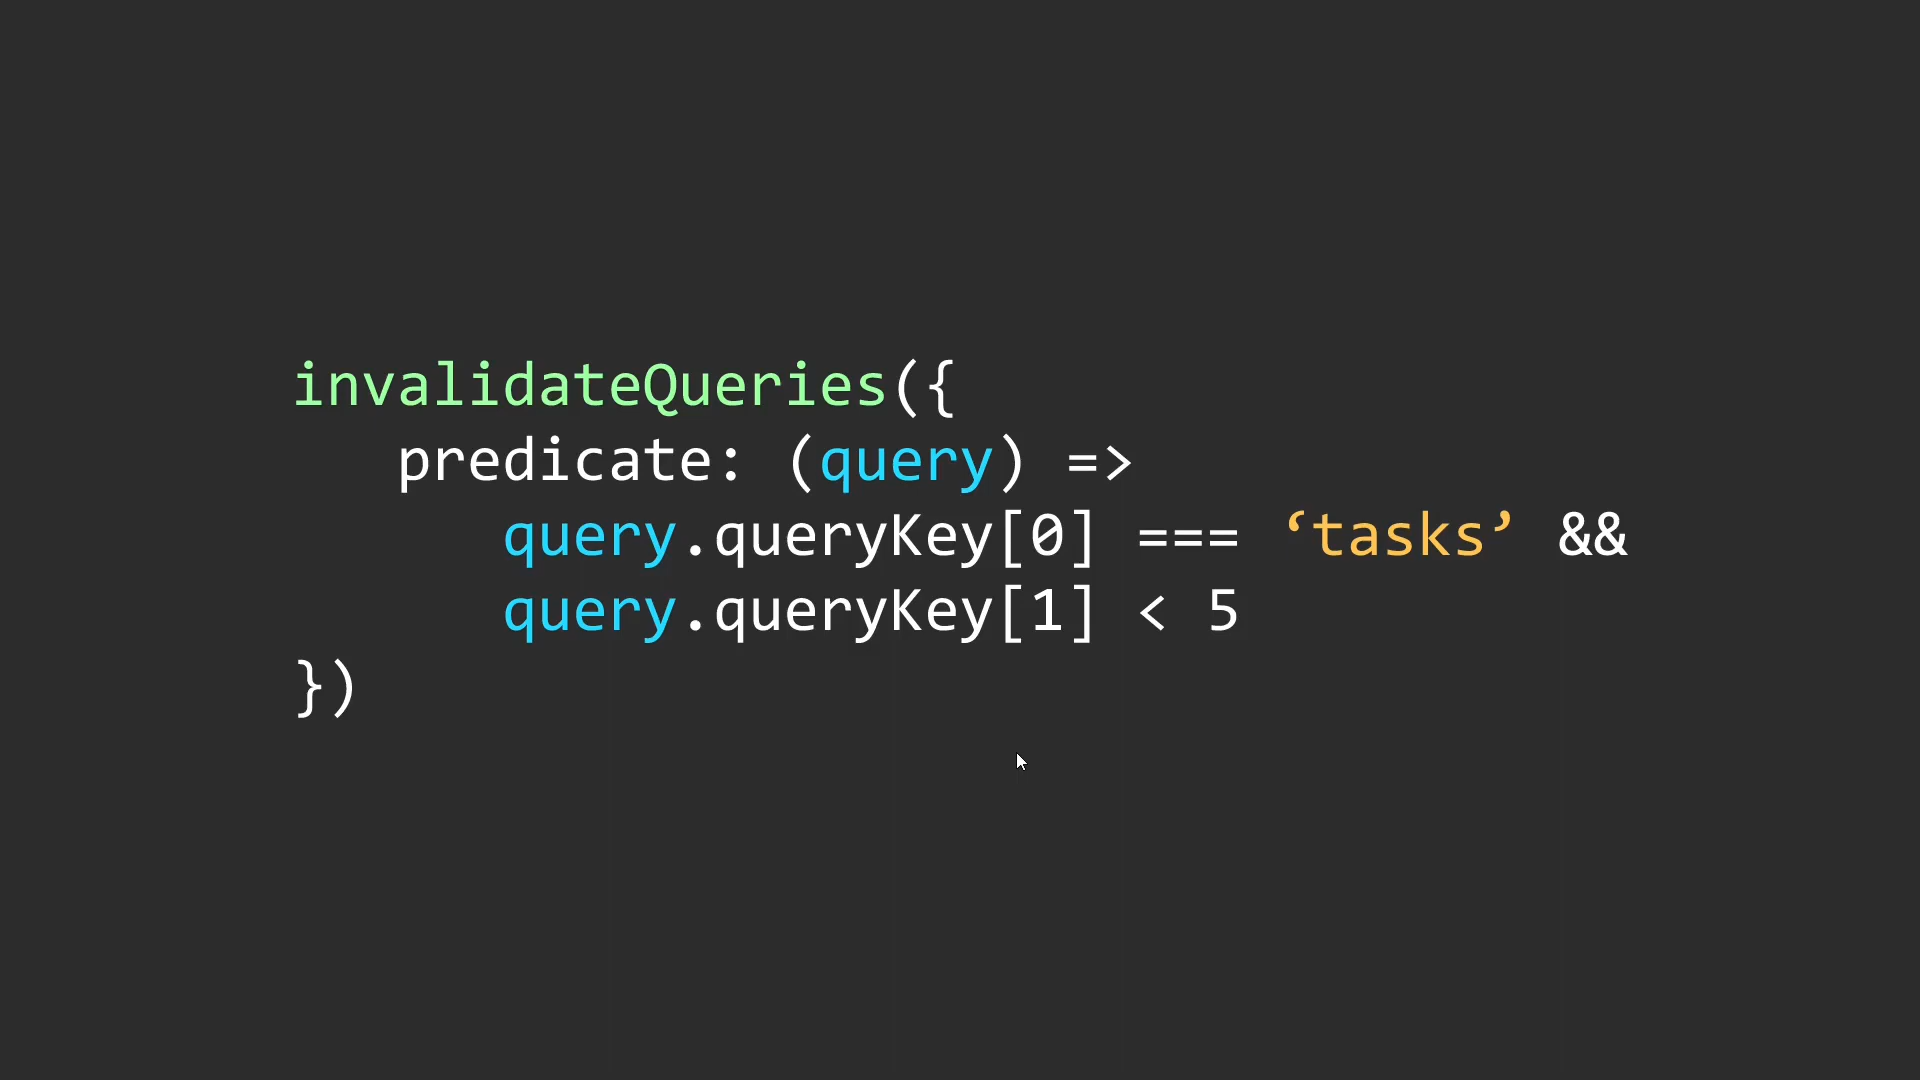 invalidateQueries({
   predicate: (query) =>
      query.queryKey[0] === ‘tasks’ &&
      query.queryKey[1] < 5
})